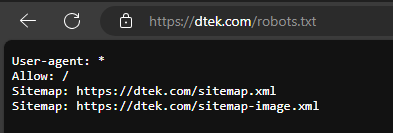 https://dtek.com/robots.txt
User-agent: *
Allow: /
Sitemap: https://dtek.com/sitemap.xml
Sitemap: https://dtek.com/sitemap-image.xml